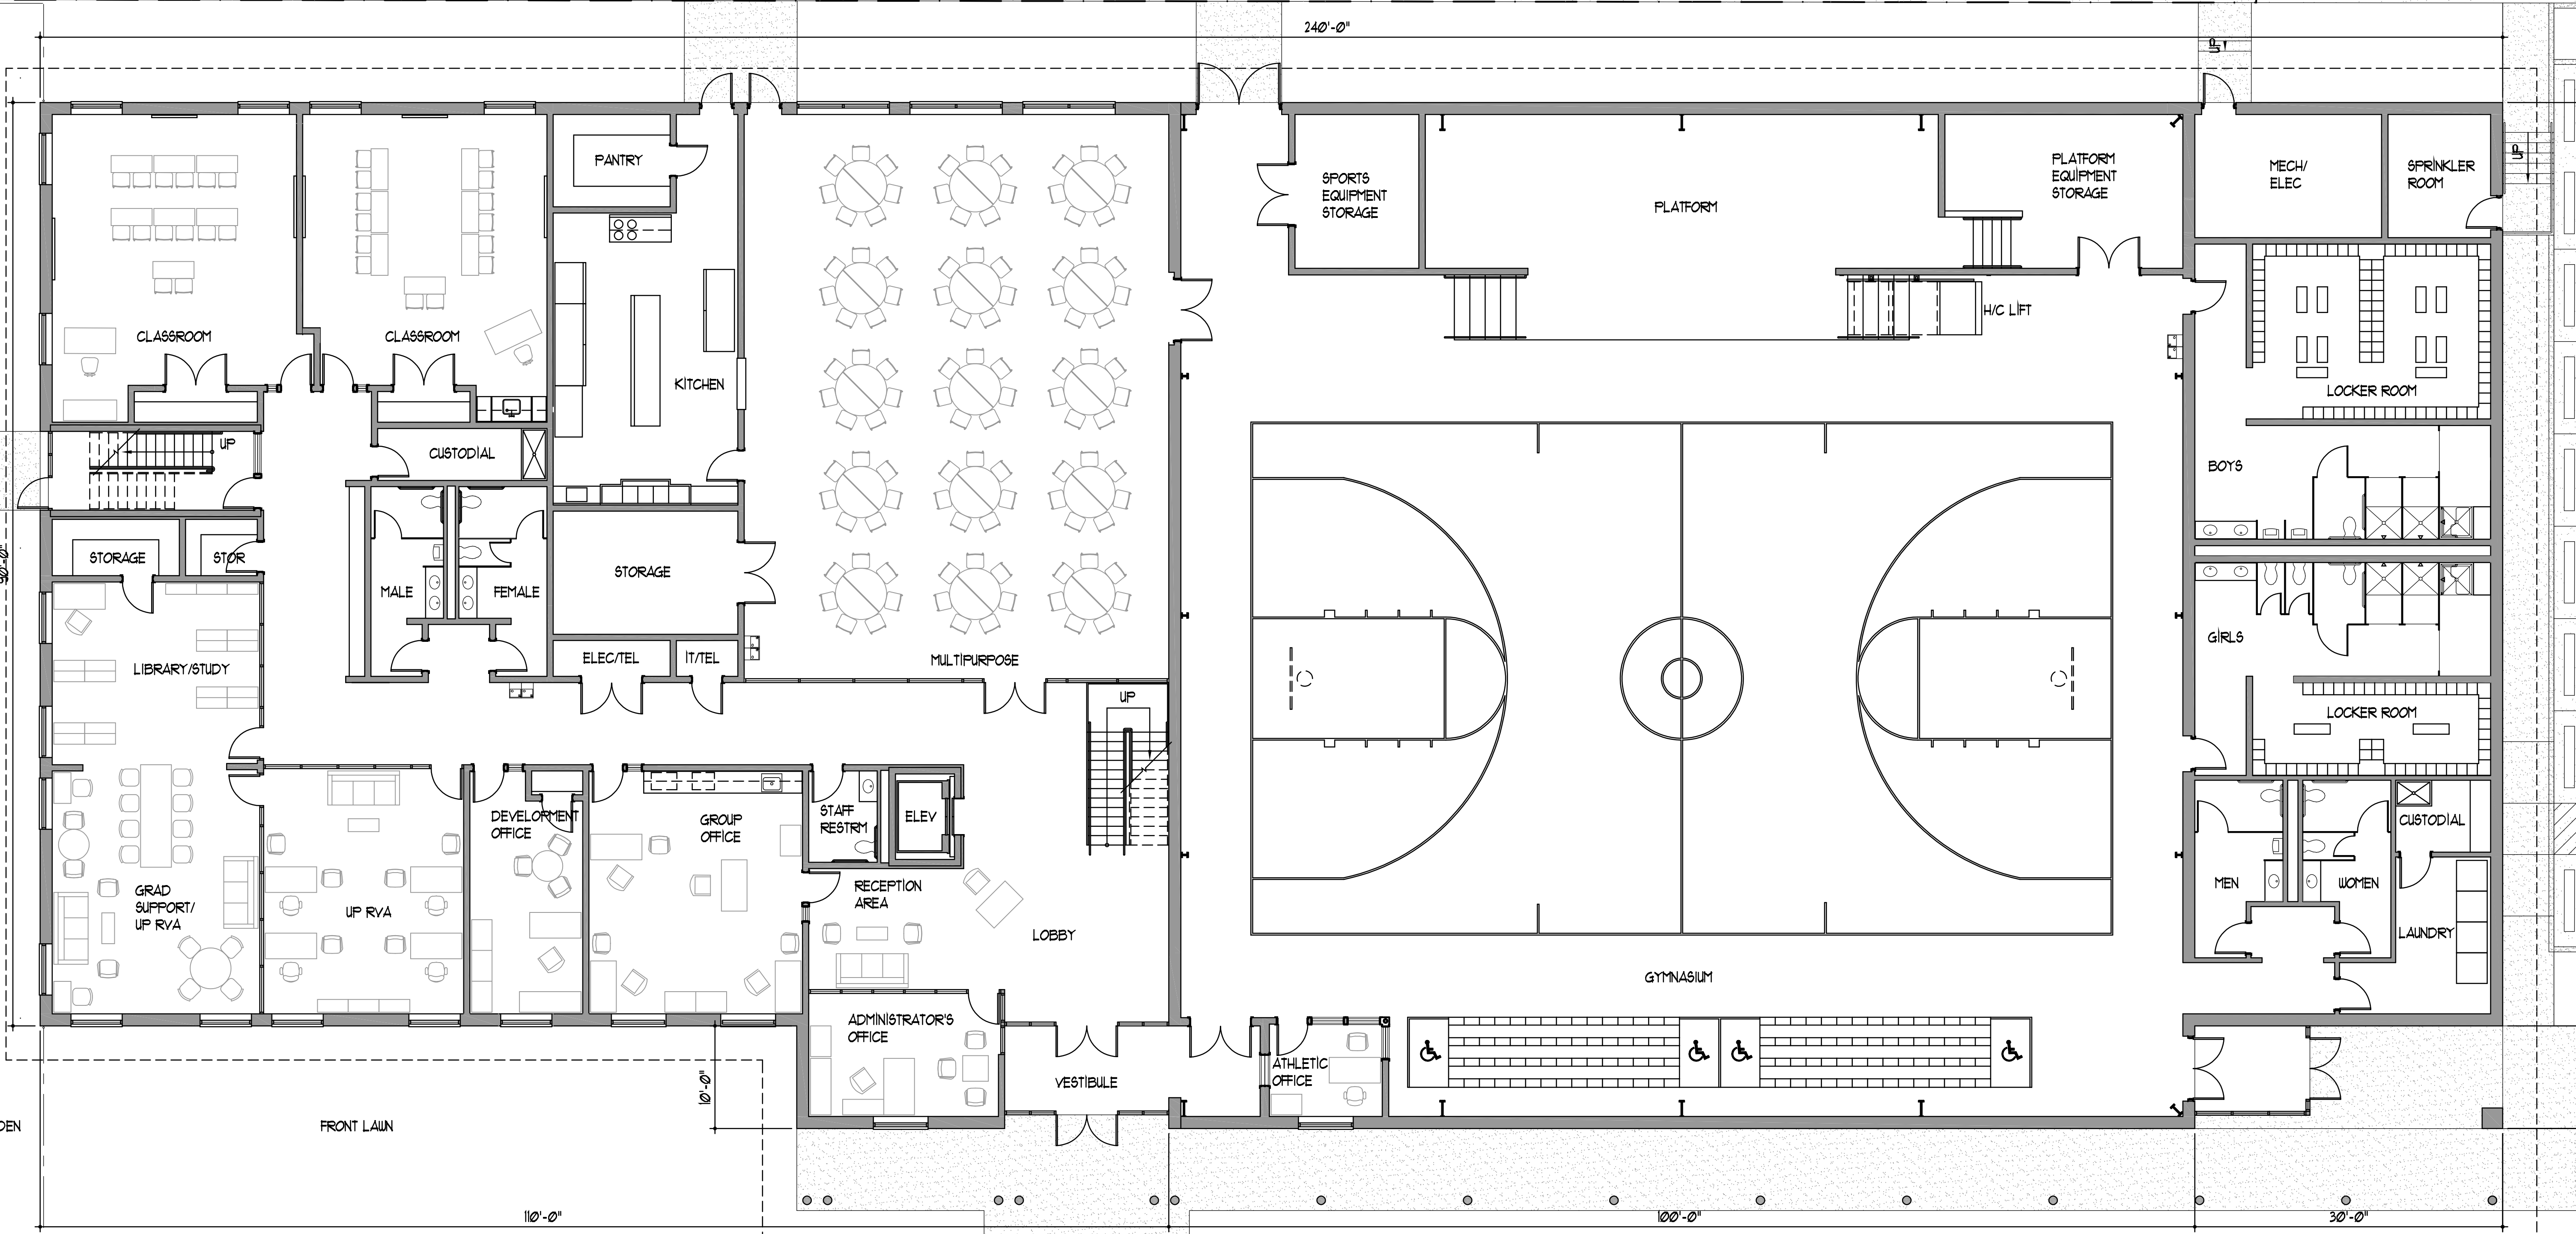 240'-0"
UP
UP
PANTRY
SPORTS
EQUIPMENT
STORAGE
PLATFORM
PLATFORM
EQUIPMENT
STORAGE
MECH/
ELEC
SPRINKLER
ROOM
CLASSROOM
CLASSROOM
KITCHEN
H/C LIFT
LOCKER ROOM
UP
CUSTODIAL
BOYS
STORAGE
STOR
STORAGE
MALE
FEMALE
GIRLS
LIBRARY/STUDY
ELEC/TEL
IT/TEL
MULTIPURPOSE
UP
LOCKER ROOM
DEVELOPMENT
OFFICE
GROUP
OFFICE
STAFF
RESTRM
ELEV
CUSTODIAL
GRAD
SUPPORT/
UP RVA
UP RVA
RECEPTION
AREA
LOBBY
MEN
WOMEN
LAUNDRY
GYMNASIUM
ADMINISTRATOR'S
OFFICE
VESTIBULE
ATHLETIC
OFFICE
10'-0"
DEN
FRONT LAWN
110'-0"
100'-0"
30'-0"